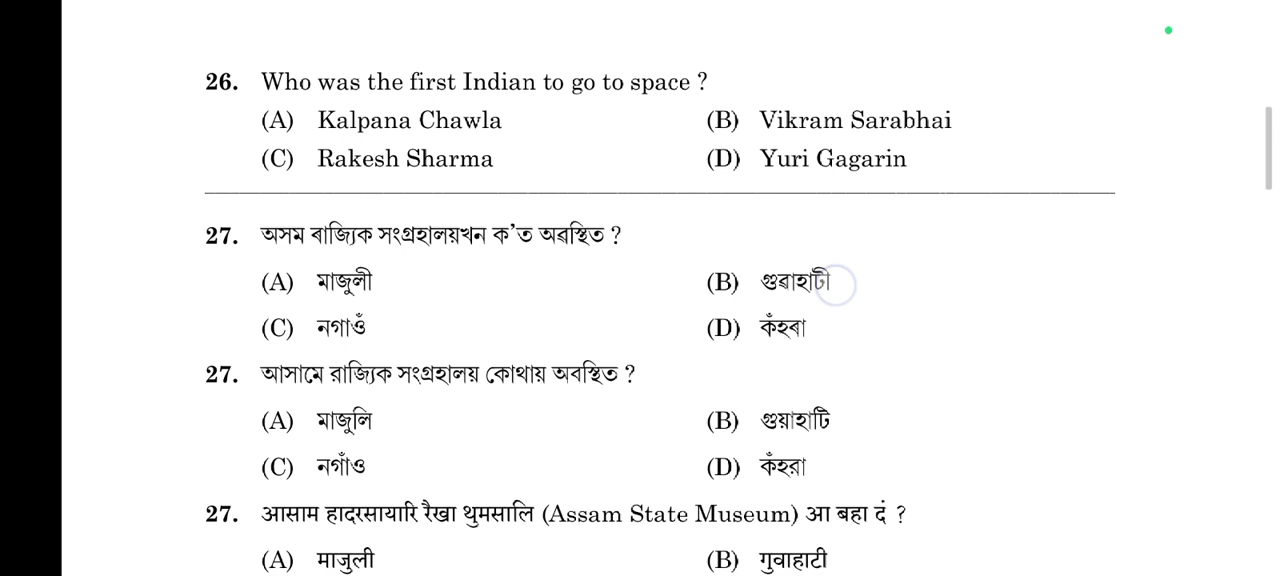 26. Who was the first Indian to go to space ?
(A) Kalpana Chawla (B) Vikram Sarabhai
(C) Rakesh Sharma (D) Yuri Gagarin
27. অসম ৰাজ্যিক সংগ্ৰহালয়খন ক’ত অৱস্থিত ?
(A) মাজুলী (B) গুৱাহাটী
(C) নগাওঁ (D) কঁহৰা
27. আসামে রাজ্যিক সংগ্রহালয় কোথায় অবস্থিত ?
(A) মাজুলি (B) গুয়াহাটি
(C) নগাঁও (D) কঁহরা
27. आसाम हादरसायारि रैखा थुमसालि (Assam State Museum) आ बहा दं ?
(A) माजुली (B) गुवाहाटी